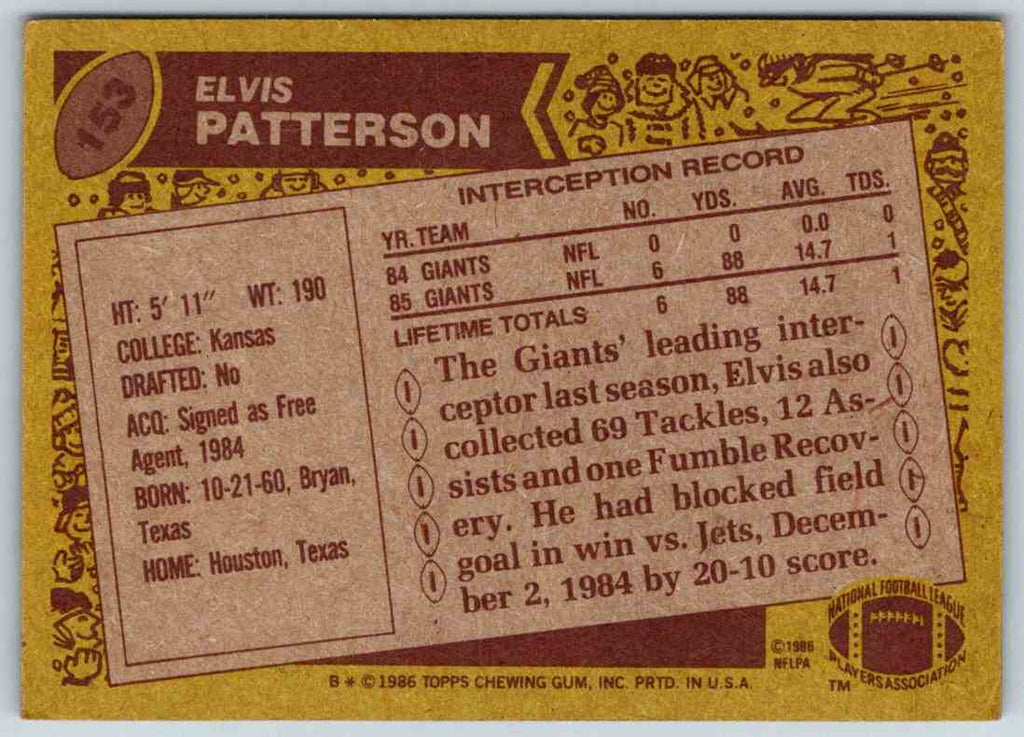 153
ELVIS
PATTERSON
INTERCEPTION RECORD
YR. TEAM NO. YDS. AVG. TDS.
84 GIANTS NFL 0 0 0.0 0
85 GIANTS NFL 6 88 14.7 1
LIFETIME TOTALS 6 88 14.7 1
HT: 5' 11" WT: 190
COLLEGE: Kansas
DRAFTED: No
ACQ: Signed as Free
Agent, 1984
BORN: 10-21-60, Bryan,
Texas
HOME: Houston, Texas
The Giants' leading inter-
ceptor last season, Elvis also
collected 69 Tackles, 12 As-
sists and one Fumble Recov-
ery. He had blocked field
goal in win vs. Jets, Decem-
ber 2, 1984 by 20-10 score.
©1986
NFLPA
NATIONAL FOOTBALL LEAGUE
PLAYERS ASSOCIATION
TM
B * © 1986 TOPPS CHEWING GUM, INC. PRTD. IN U.S.A.